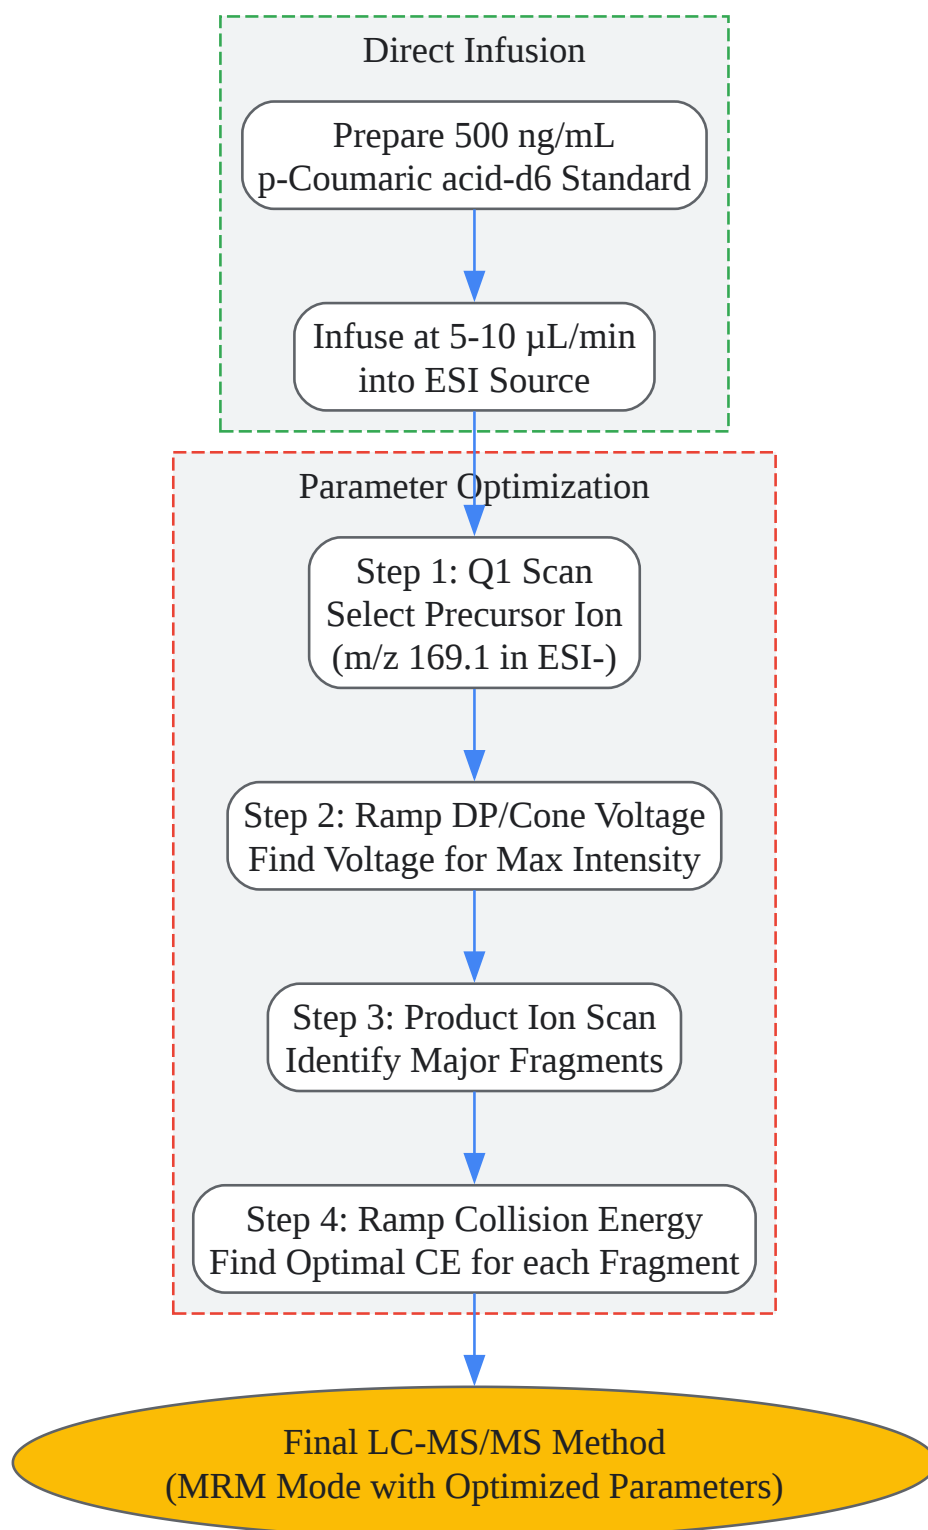 Direct Infusion
Prepare 500 ng/mL
p-Coumaric acid-d6 Standard
Infuse at 5-10 µL/min
into ESI Source
Parameter Optimization
Step 1: Q1 Scan
Select Precursor Ion
(m/z 169.1 in ESI-)
Step 2: Ramp DP/Cone Voltage
Find Voltage for Max Intensity
Step 3: Product Ion Scan
Identify Major Fragments
Step 4: Ramp Collision Energy
Find Optimal CE for each Fragment
Final LC-MS/MS Method
(MRM Mode with Optimized Parameters)